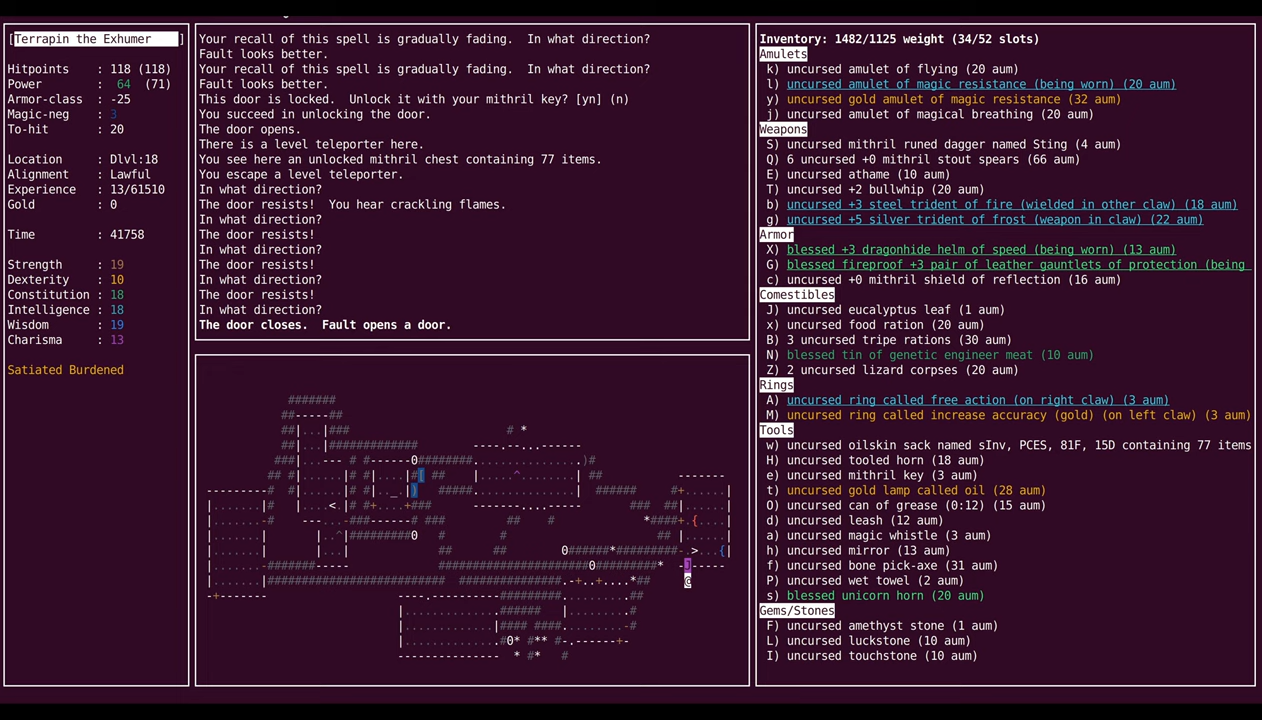 [Terrapin the Exhumer ]
Hitpoints : 118 (118)
Power : 64 (71)
Armor-class : -25
Magic-neg : 3
To-hit : 20
Location : Dlvl:18
Alignment : Lawful
Experience : 13/61510
Gold : 0
Time : 41758
Strength : 19
Dexterity : 10
Constitution : 18
Intelligence : 18
Wisdom : 19
Charisma : 13
Satiated Burdened
Your recall of this spell is gradually fading. In what direction?
Fault looks better.
Your recall of this spell is gradually fading. In what direction?
Fault looks better.
This door is locked. Unlock it with your mithril key? [yn] (n)
You succeed in unlocking the door.
The door opens.
There is a level teleporter here.
You see here an unlocked mithril chest containing 77 items.
You escape a level teleporter.
In what direction?
The door resists! You hear crackling flames.
In what direction?
The door resists!
In what direction?
The door resists!
In what direction?
The door resists!
In what direction?
The door closes. Fault opens a door.
Inventory: 1482/1125 weight (34/52 slots)
Amulets
k) uncursed amulet of flying (20 aum)
l) uncursed amulet of magic resistance (being worn) (20 aum)
y) uncursed gold amulet of magic resistance (32 aum)
j) uncursed amulet of magical breathing (20 aum)
Weapons
S) uncursed mithril runed dagger named Sting (4 aum)
Q) 6 uncursed +0 mithril stout spears (66 aum)
E) uncursed athame (10 aum)
T) uncursed +2 bullwhip (20 aum)
b) uncursed +3 steel trident of fire (wielded in other claw) (18 aum)
g) uncursed +5 silver trident of frost (weapon in claw) (22 aum)
Armor
X) blessed +3 dragonhide helm of speed (being worn) (13 aum)
G) blessed fireproof +3 pair of leather gauntlets of protection (being
c) uncursed +0 mithril shield of reflection (16 aum)
Comestibles
J) uncursed eucalyptus leaf (1 aum)
x) uncursed food ration (20 aum)
B) 3 uncursed tripe rations (30 aum)
N) blessed tin of genetic engineer meat (10 aum)
Z) 2 uncursed lizard corpses (20 aum)
Rings
A) uncursed ring called free action (on right claw) (3 aum)
M) uncursed ring called increase accuracy (gold) (on left claw) (3 aum)
Tools
w) uncursed oilskin sack named sInv, PCES, 81F, 15D containing 77 items
H) uncursed tooled horn (18 aum)
e) uncursed mithril key (3 aum)
t) uncursed gold lamp called oil (28 aum)
O) uncursed can of grease (0:12) (15 aum)
d) uncursed leash (12 aum)
a) uncursed magic whistle (3 aum)
h) uncursed mirror (13 aum)
f) uncursed bone pick-axe (31 aum)
P) uncursed wet towel (2 aum)
s) blessed unicorn horn (20 aum)
Gems/Stones
F) uncursed amethyst stone (1 aum)
L) uncursed luckstone (10 aum)
I) uncursed touchstone (10 aum)